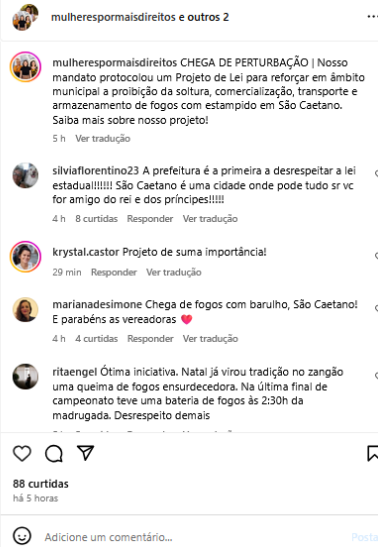 mulherespormaisdireitos e outros 2
mulherespormaisdireitos CHEGA DE PERTURBAÇÃO | Nosso
mandato protocolou um Projeto de Lei para reforçar em âmbito
municipal a proibição da soltura, comercialização, transporte e
armazenamento de fogos com estampido em São Caetano.
Saiba mais sobre nosso projeto!
5 h Ver tradução
silviaflorentino23 A prefeitura é a primeira a desrespeitar a lei
estadual!!!!!! São Caetano é uma cidade onde pode tudo sr vc
for amigo do rei e dos príncipes!!!!!
4 h 8 curtidas Responder Ver tradução
krystal.castor Projeto de suma importância!
29 min Responder Ver tradução
marianadesimone Chega de fogos com barulho, São Caetano!
E parabéns as vereadoras ❤️
4 h 4 curtidas Responder Ver tradução
ritaengel Ótima iniciativa. Natal já virou tradição no zangão
uma queima de fogos ensurdecedora. Na última final de
campeonato teve uma bateria de fogos às 2:30h da
madrugada. Desrespeito demais
88 curtidas
há 5 horas
Adicione um comentário... Posta